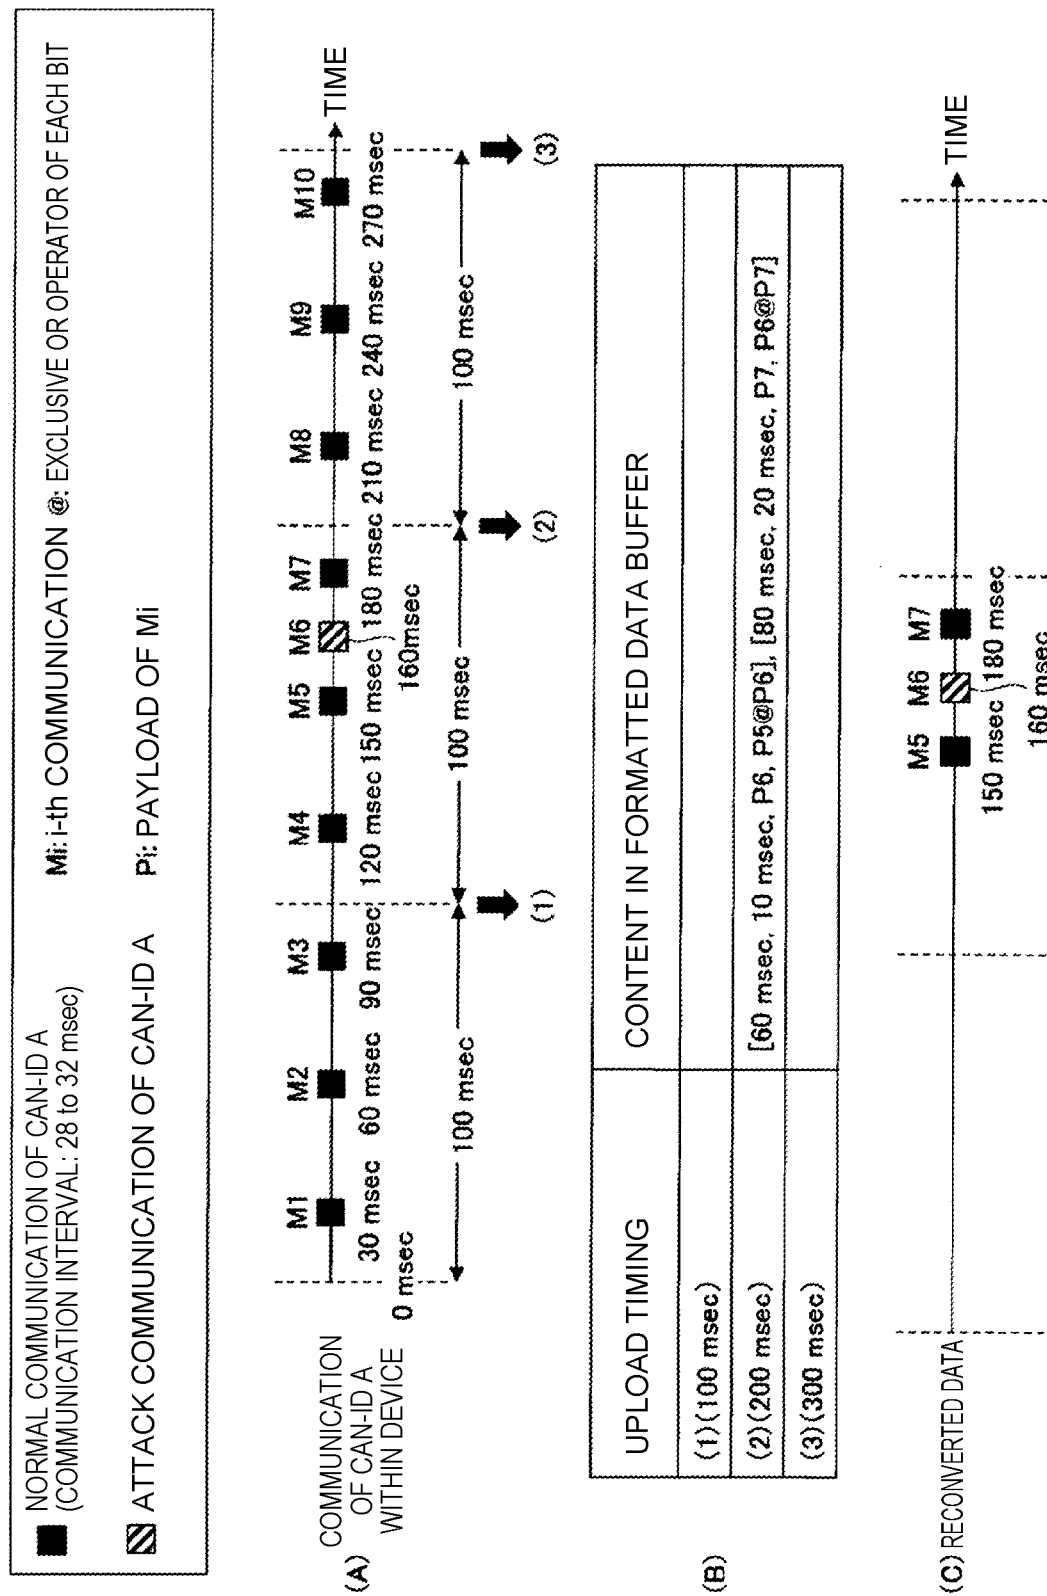 NORMAL COMMUNICATION OF CAN-ID A
(COMMUNICATION INTERVAL: 28 to 32 msec)
Mi: i-th COMMUNICATION @: EXCLUSIVE OR OPERATOR OF EACH BIT
ATTACK COMMUNICATION OF CAN-ID A
Pi: PAYLOAD OF Mi
(A)
COMMUNICATION
OF CAN-ID A
WITHIN DEVICE
M1 M2 M3 M4 M5 M6 M7 M8 M9 M10
TIME
30 msec 60 msec 90 msec 120 msec 150 msec 180 msec 210 msec 240 msec 270 msec
0 msec
160msec
100 msec 100 msec 100 msec
(1) (2) (3)
(B)
UPLOAD TIMING
CONTENT IN FORMATTED DATA BUFFER
(1)(100 msec)
(2)(200 msec)
[60 msec, 10 msec, P6, P5@P6], [80 msec, 20 msec, P7, P6@P7]
(3)(300 msec)
(C) RECONVERTED DATA
M5 M6 M7
TIME
150 msec 180 msec
160 msec